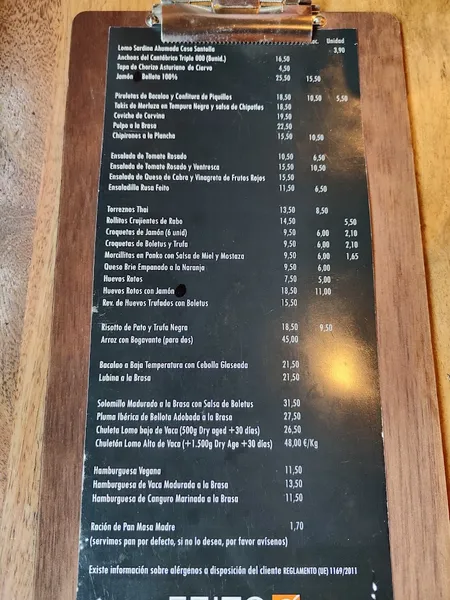 ac. Unidad
Lomo Sardina Ahumada Casa Santoña 3,90
Anchoas del Cantábrico Triple 000 (8unid.) 16,50
Tapa de Chorizo Asturiano de Ciervo 4,50
Jamón Bellota 100% 25,50 15,50
Piruletas de Bacalao y Confitura de Piquillos 18,50 10,50 5,50
Takis de Merluza en Tempura Negra y salsa de Chipotles 18,50
Ceviche de Corvina 19,50
Pulpo a la Brasa 22,50
Chipirones a la Plancha 15,50 10,50
Ensalada de Tomate Rosado 10,50 6,50
Ensalada de Tomate Rosado y Ventresca 15,50 10,50
Ensalada de Queso de Cabra y Vinagreta de Frutos Rojos 15,50
Ensaladilla Rusa Feito 11,50 6,50
Torreznos Thai 13,50 8,50
Rollitos Crujientes de Rabo 14,50 5,50
Croquetas de Jamón (6 unid) 9,50 6,00 2,10
Croquetas de Boletus y Trufa 9,50 6,00 2,10
Morcillitas en Panko con Salsa de Miel y Mostaza 9,50 6,00 1,65
Queso Brie Empanado a la Naranja 9,50 6,00
Huevos Rotos 7,50 5,00
Huevos Rotos con Jamón 18,50 11,00
Rev. de Huevos Trufados con Boletus 15,50
Risotto de Pato y Trufa Negra 18,50 9,50
Arroz con Bogavante (para dos) 45,00
Bacalao a Baja Temperatura con Cebolla Glaseada 21,50
Lubina a la Brasa 21,50
Solomillo Madurado a la Brasa con Salsa de Boletus 31,50
Pluma Ibérica de Bellota Adobada a la Brasa 27,50
Chuleta Lomo bajo de Vaca (500g Dry aged +30 dias) 26,50
Chuletón Lomo Alto de Vaca (+1.500g Dry Age +30 dias) 48,00 €/Kg
Hamburguesa Vegana 11,50
Hamburguesa de Vaca Madurada a la Brasa 13,50
Hamburguesa de Canguro Marinada a la Brasa 11,50
Ración de Pan Masa Madre 1,70
(servimos pan por defecto, si no lo desea, por favor avísenos)
Existe información sobre alérgenos a disposición del cliente REGLAMENTO (UE) 1169/2011